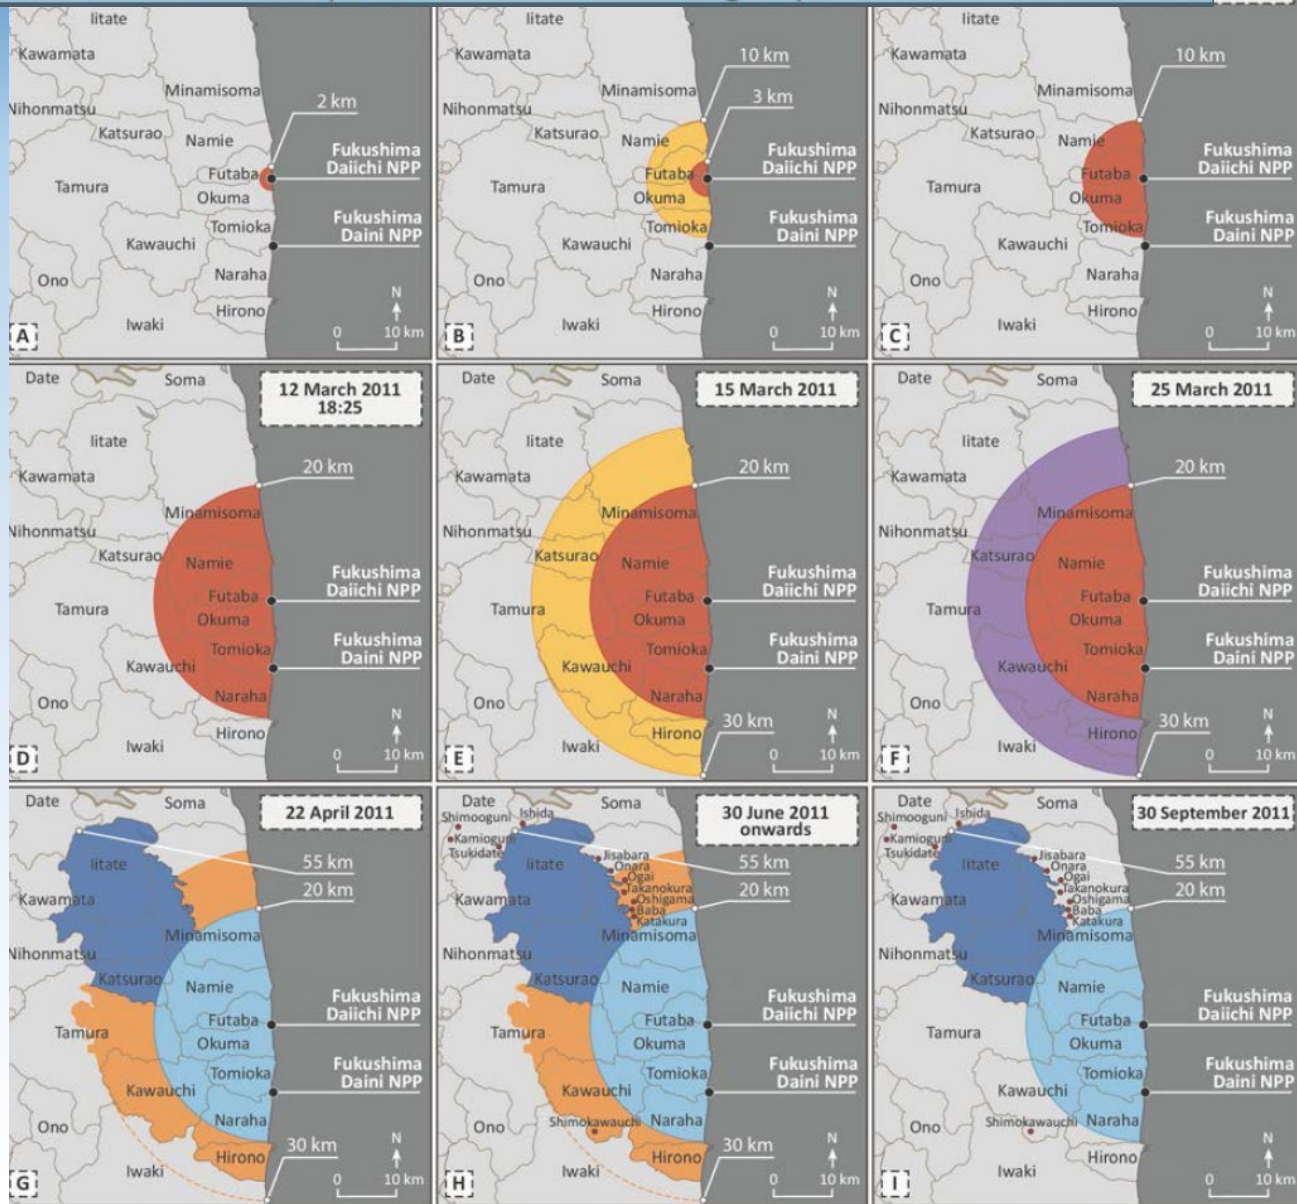 Iitate
Kawamata
Minamisoma
2 km
Nihonmatsu
Katsurao
Namie
Fukushima
Daiichi NPP
Futaba
Tamura
Okuma
Fukushima
Daini NPP
Tomioka
Kawauchi
Naraha
Ono
Hirono
N
Iwaki
0 10 km
A
Iitate
Kawamata
10 km
Minamisoma
3 km
Nihonmatsu
Katsurao
Namie
Fukushima
Daiichi NPP
Futaba
Tamura
Okuma
Fukushima
Daini NPP
Tomioka
Kawauchi
Naraha
Ono
Hirono
N
Iwaki
0 10 km
B
Iitate
Kawamata
10 km
Minamisoma
Nihonmatsu
Katsurao
Namie
Fukushima
Daiichi NPP
Futaba
Tamura
Okuma
Fukushima
Daini NPP
Tomioka
Kawauchi
Naraha
Ono
Hirono
N
Iwaki
0 10 km
C
Date
Soma
12 March 2011
18:25
Iitate
Kawamata
20 km
Minamisoma
Nihonmatsu
Katsurao
Namie
Fukushima
Daiichi NPP
Futaba
Tamura
Okuma
Fukushima
Daini NPP
Tomioka
Kawauchi
Naraha
Ono
Hirono
N
Iwaki
0 10 km
D
Date
Soma
15 March 2011
Iitate
Kawamata
20 km
Minamisoma
Nihonmatsu
Katsurao
Namie
Fukushima
Daiichi NPP
Futaba
Tamura
Okuma
Fukushima
Daini NPP
Tomioka
Kawauchi
Naraha
Ono
30 km
Hirono
N
Iwaki
0 10 km
E
Date
Soma
25 March 2011
Iitate
Kawamata
20 km
Minamisoma
Nihonmatsu
Katsurao
Namie
Fukushima
Daiichi NPP
Futaba
Tamura
Okuma
Fukushima
Daini NPP
Tomioka
Kawauchi
Naraha
Ono
30 km
Hirono
N
Iwaki
0 10 km
F
Date
Soma
22 April 2011
Iitate
55 km
Kawamata
20 km
Minamisoma
Nihonmatsu
Katsurao
Namie
Fukushima
Daiichi NPP
Futaba
Tamura
Okuma
Fukushima
Daini NPP
Tomioka
Kawauchi
Naraha
Ono
30 km
Hirono
N
Iwaki
0 10 km
G
Date
Soma
30 June 2011
onwards
Shimooguni
Ishida
Kamioguni
Tsukidate
Jisabara
Iitate
Onara
55 km
Ogai
Takanokura
Kawamata
Oshigama
20 km
Baba
Katakura
Minamisoma
Nihonmatsu
Katsurao
Namie
Fukushima
Daiichi NPP
Futaba
Tamura
Okuma
Fukushima
Daini NPP
Tomioka
Kawauchi
Shimokawauchi
Naraha
Ono
30 km
Hirono
N
Iwaki
0 10 km
H
Date
Soma
30 September 2011
Shimooguni
Ishida
Kamioguni
Tsukidate
Jisabara
Iitate
Onara
55 km
Ogai
Takanokura
Kawamata
Oshigama
20 km
Baba
Katakura
Minamisoma
Nihonmatsu
Katsurao
Namie
Fukushima
Daiichi NPP
Futaba
Tamura
Okuma
Fukushima
Daini NPP
Tomioka
Kawauchi
Shimokawauchi
Naraha
Ono
Hirono
N
Iwaki
0 10 km
I